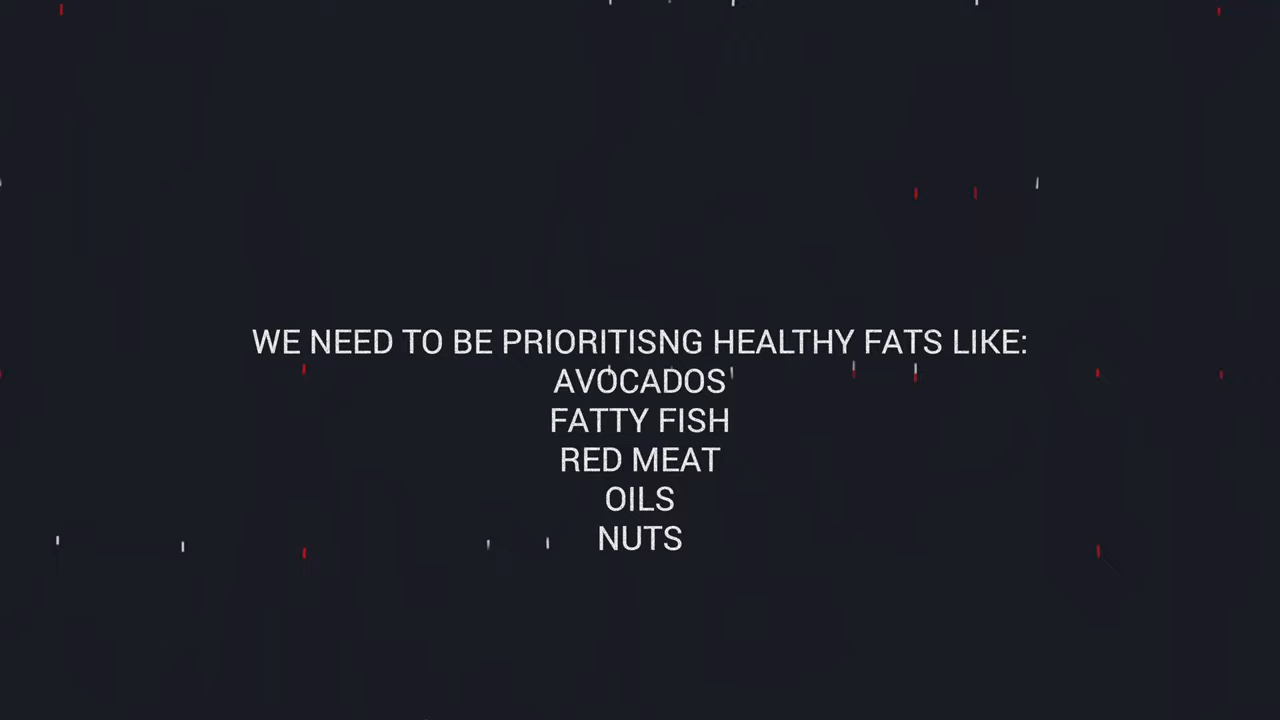 WE NEED TO BE PRIORITISNG HEALTHY FATS LIKE:
AVOCADOS
FATTY FISH
RED MEAT
OILS
NUTS